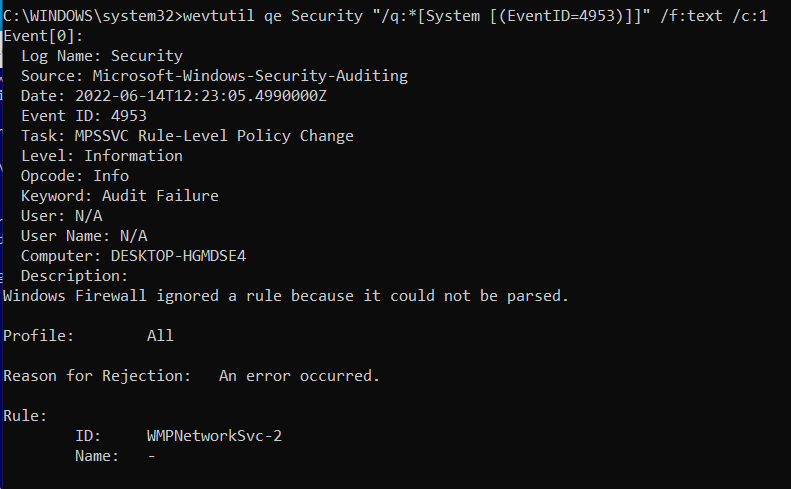 C:\WINDOWS\system32>wevtutil qe Security "/q:*[System [(EventID=4953)]]" /f:text /c:1
Event[0]:
  Log Name: Security
  Source: Microsoft-Windows-Security-Auditing
  Date: 2022-06-14T12:23:05.4990000Z
  Event ID: 4953
  Task: MPSSVC Rule-Level Policy Change
  Level: Information
  Opcode: Info
  Keyword: Audit Failure
  User: N/A
  User Name: N/A
  Computer: DESKTOP-HGMDSE4
  Description:
Windows Firewall ignored a rule because it could not be parsed.

Profile:        All

Reason for Rejection:   An error occurred.

Rule:
        ID:     WMPNetworkSvc-2
        Name:   -